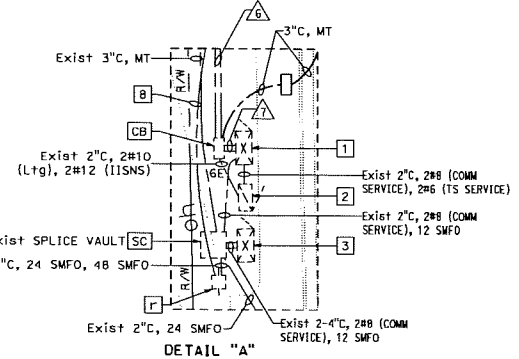 6
3"C, MT
Exist 3"C, MT
R/W
8
7
CB
1
Exist 2"C, 2#10
(Ltg), 2#12 (IISNS)
6E
Exist 2"C, 2#8 (COMM
SERVICE), 2#6 (TS SERVICE)
2
Exist 2"C, 2#8 (COMM
SERVICE), 12 SMFO
xist SPLICE VAULT
SC
3
"C, 24 SMFO, 48 SMFO
R/W
r
Exist 2"C, 24 SMFO
Exist 2-4"C, 2#8 (COMM
SERVICE), 12 SMFO
DETAIL "A"